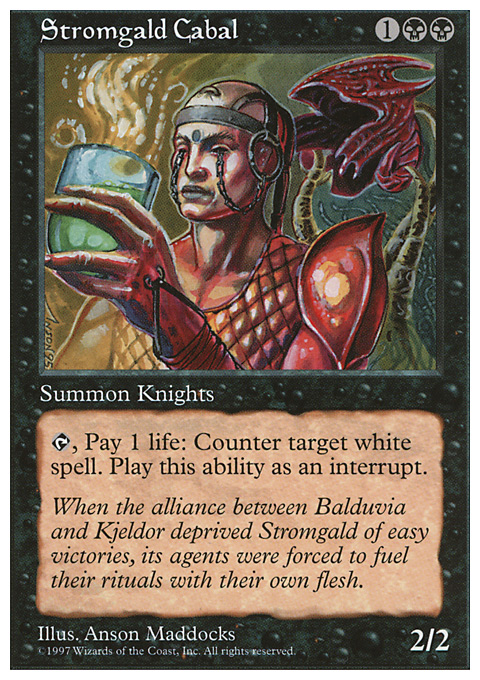 Stromgald Cabal 1
Summon Knights
, Pay 1 life: Counter target white
spell. Play this ability as an interrupt.
When the alliance between Balduvia
and Kjeldor deprived Stromgald of easy
victories, its agents were forced to fuel
their rituals with their own flesh.
Illus. Anson Maddocks
©1997 Wizards of the Coast, Inc. All rights reserved.
2/2